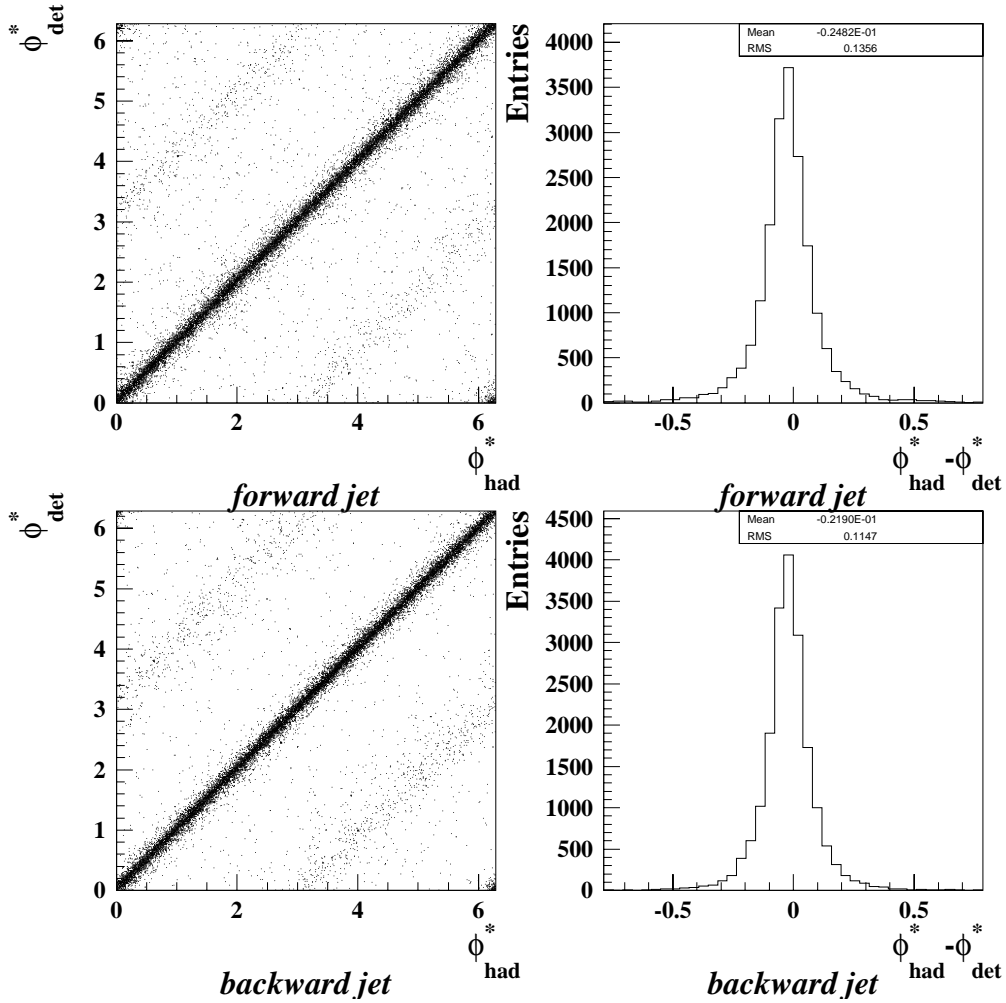 ϕ*det
6
5
4
3
2
1
0
0 2 4 6
ϕ*had
forward jet
Entries
Mean -0.2482E-01
RMS 0.1356
4000
3500
3000
2500
2000
1500
1000
500
0
-0.5 0 0.5
ϕ*had-ϕ*det
forward jet
ϕ*det
6
5
4
3
2
1
0
0 2 4 6
ϕ*had
backward jet
Entries
Mean -0.2190E-01
RMS 0.1147
4500
4000
3500
3000
2500
2000
1500
1000
500
0
-0.5 0 0.5
ϕ*had-ϕ*det
backward jet